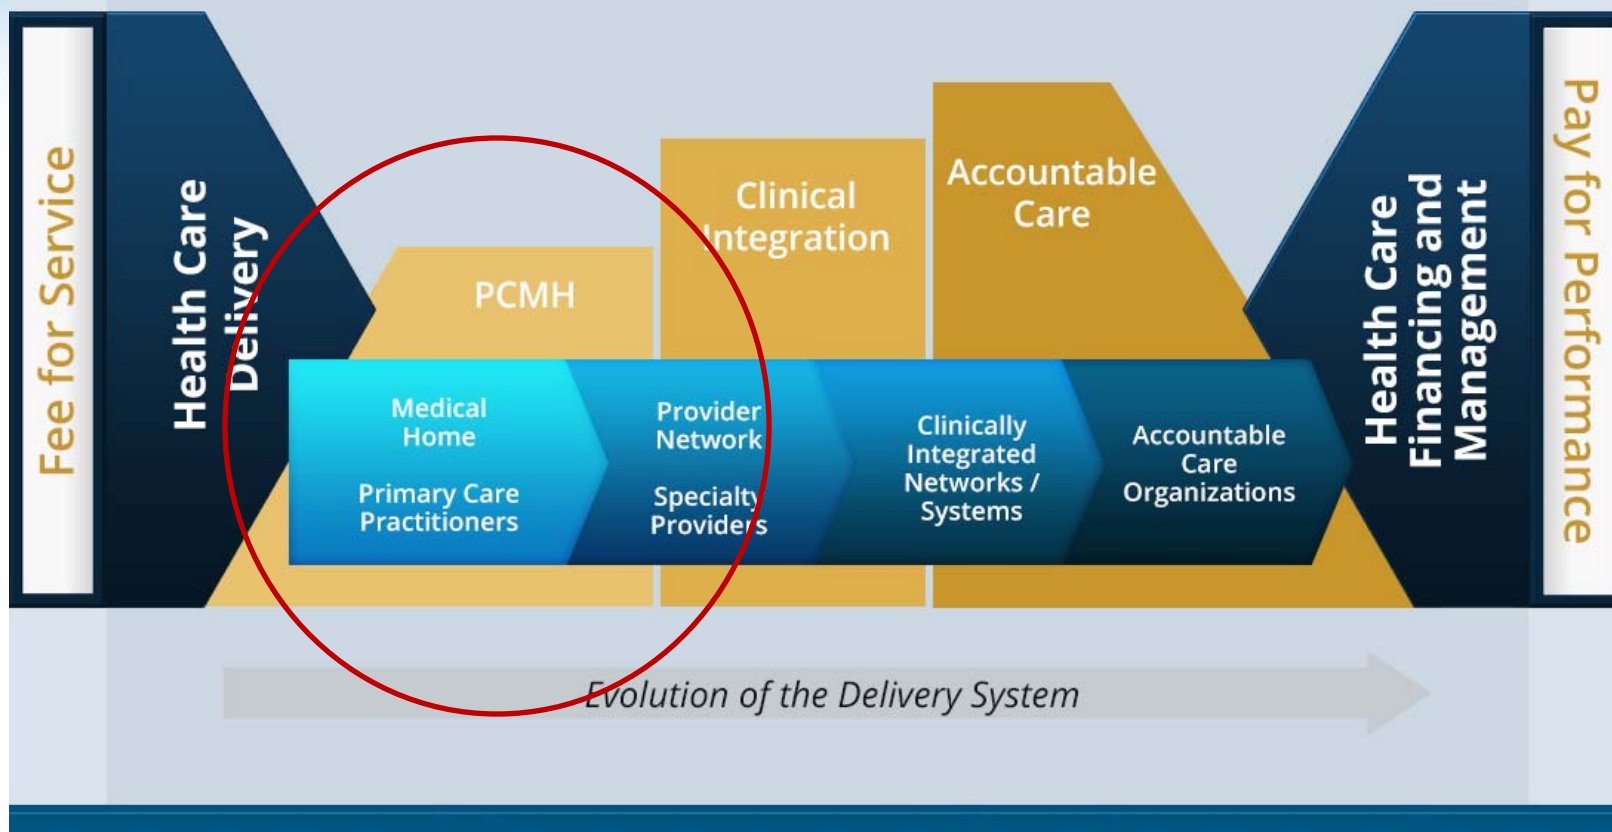 Fee for Service
Health Care
Delivery
PCMH
Clinical
Integration
Accountable
Care
Medical
Home
Primary Care
Practitioners
Provider
Network
Specialty
Providers
Clinically
Integrated
Networks /
Systems
Accountable
Care
Organizations
Health Care
Financing and
Management
Pay for Performance
Evolution of the Delivery System